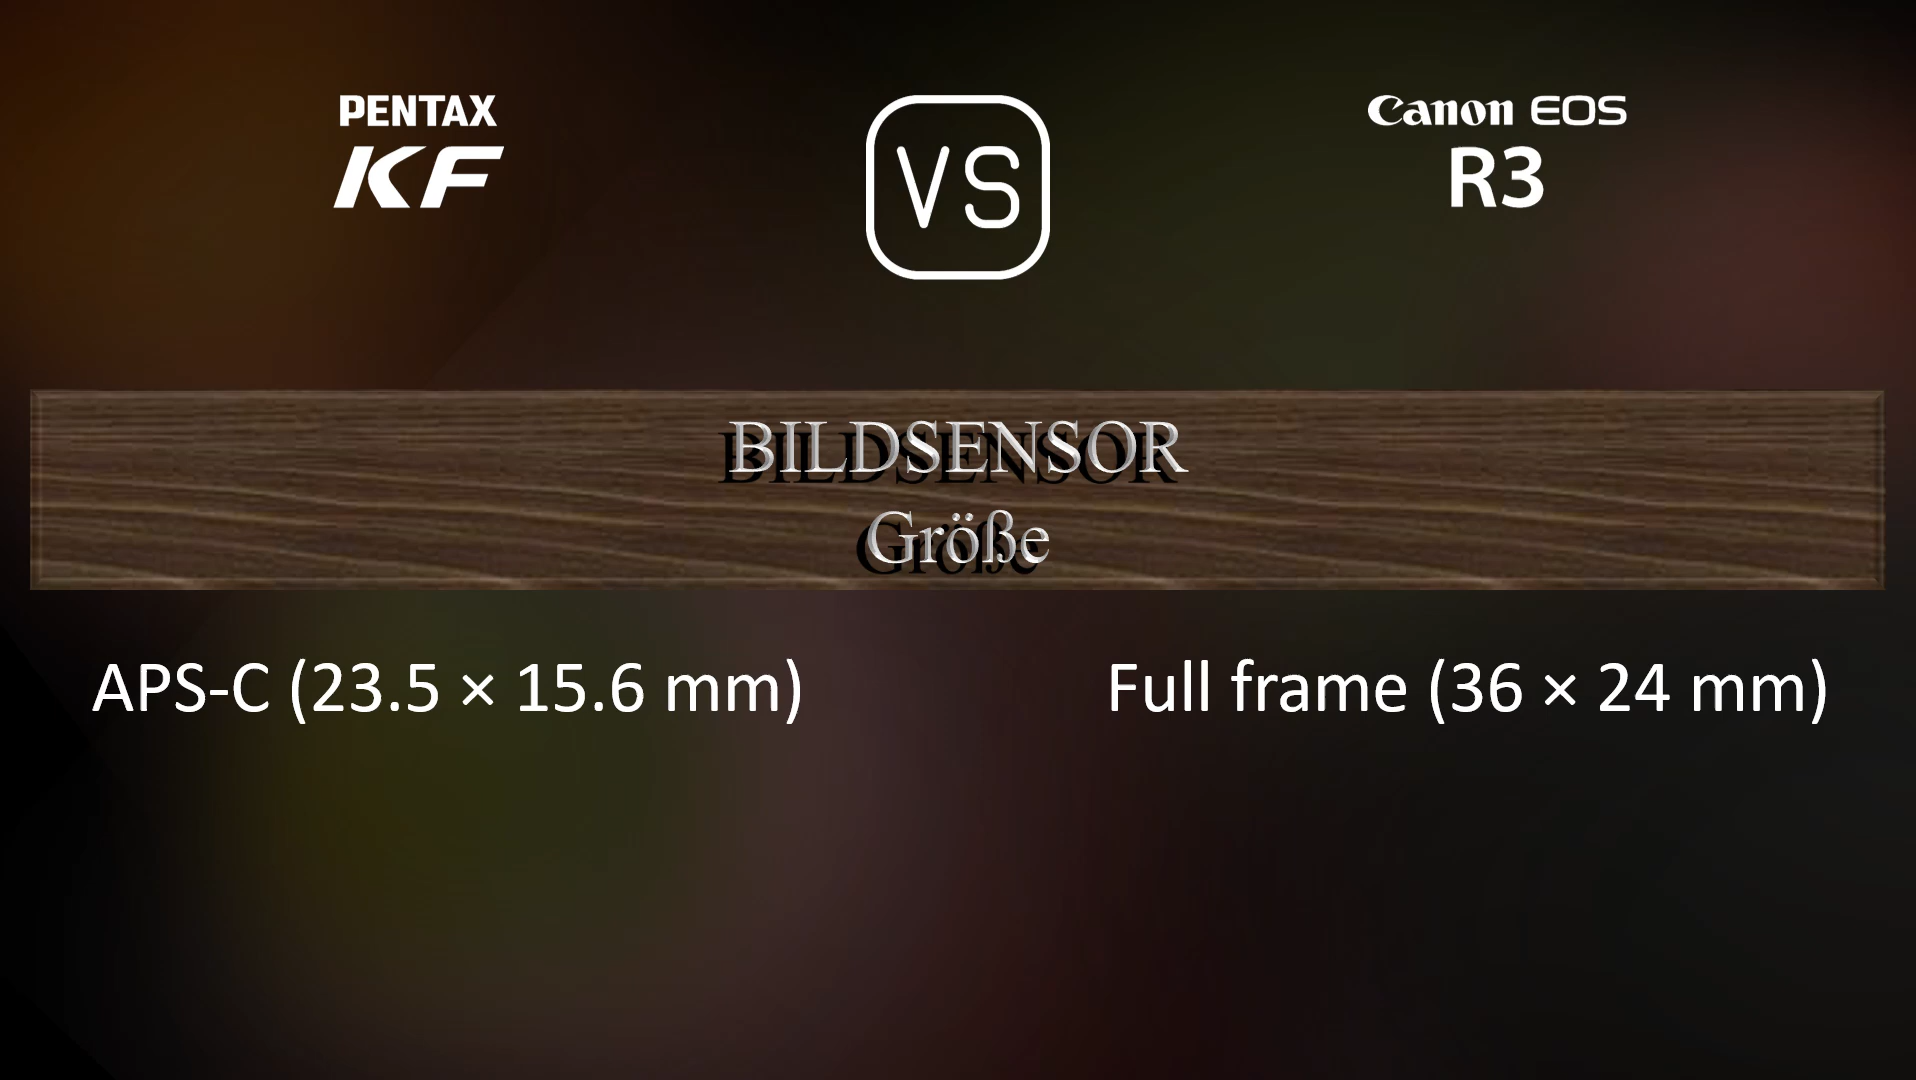 PENTAX
KF
VS
Canon EOS
R3
BILDSENSOR
Größe
APS-C (23.5 × 15.6 mm)
Full frame (36 × 24 mm)